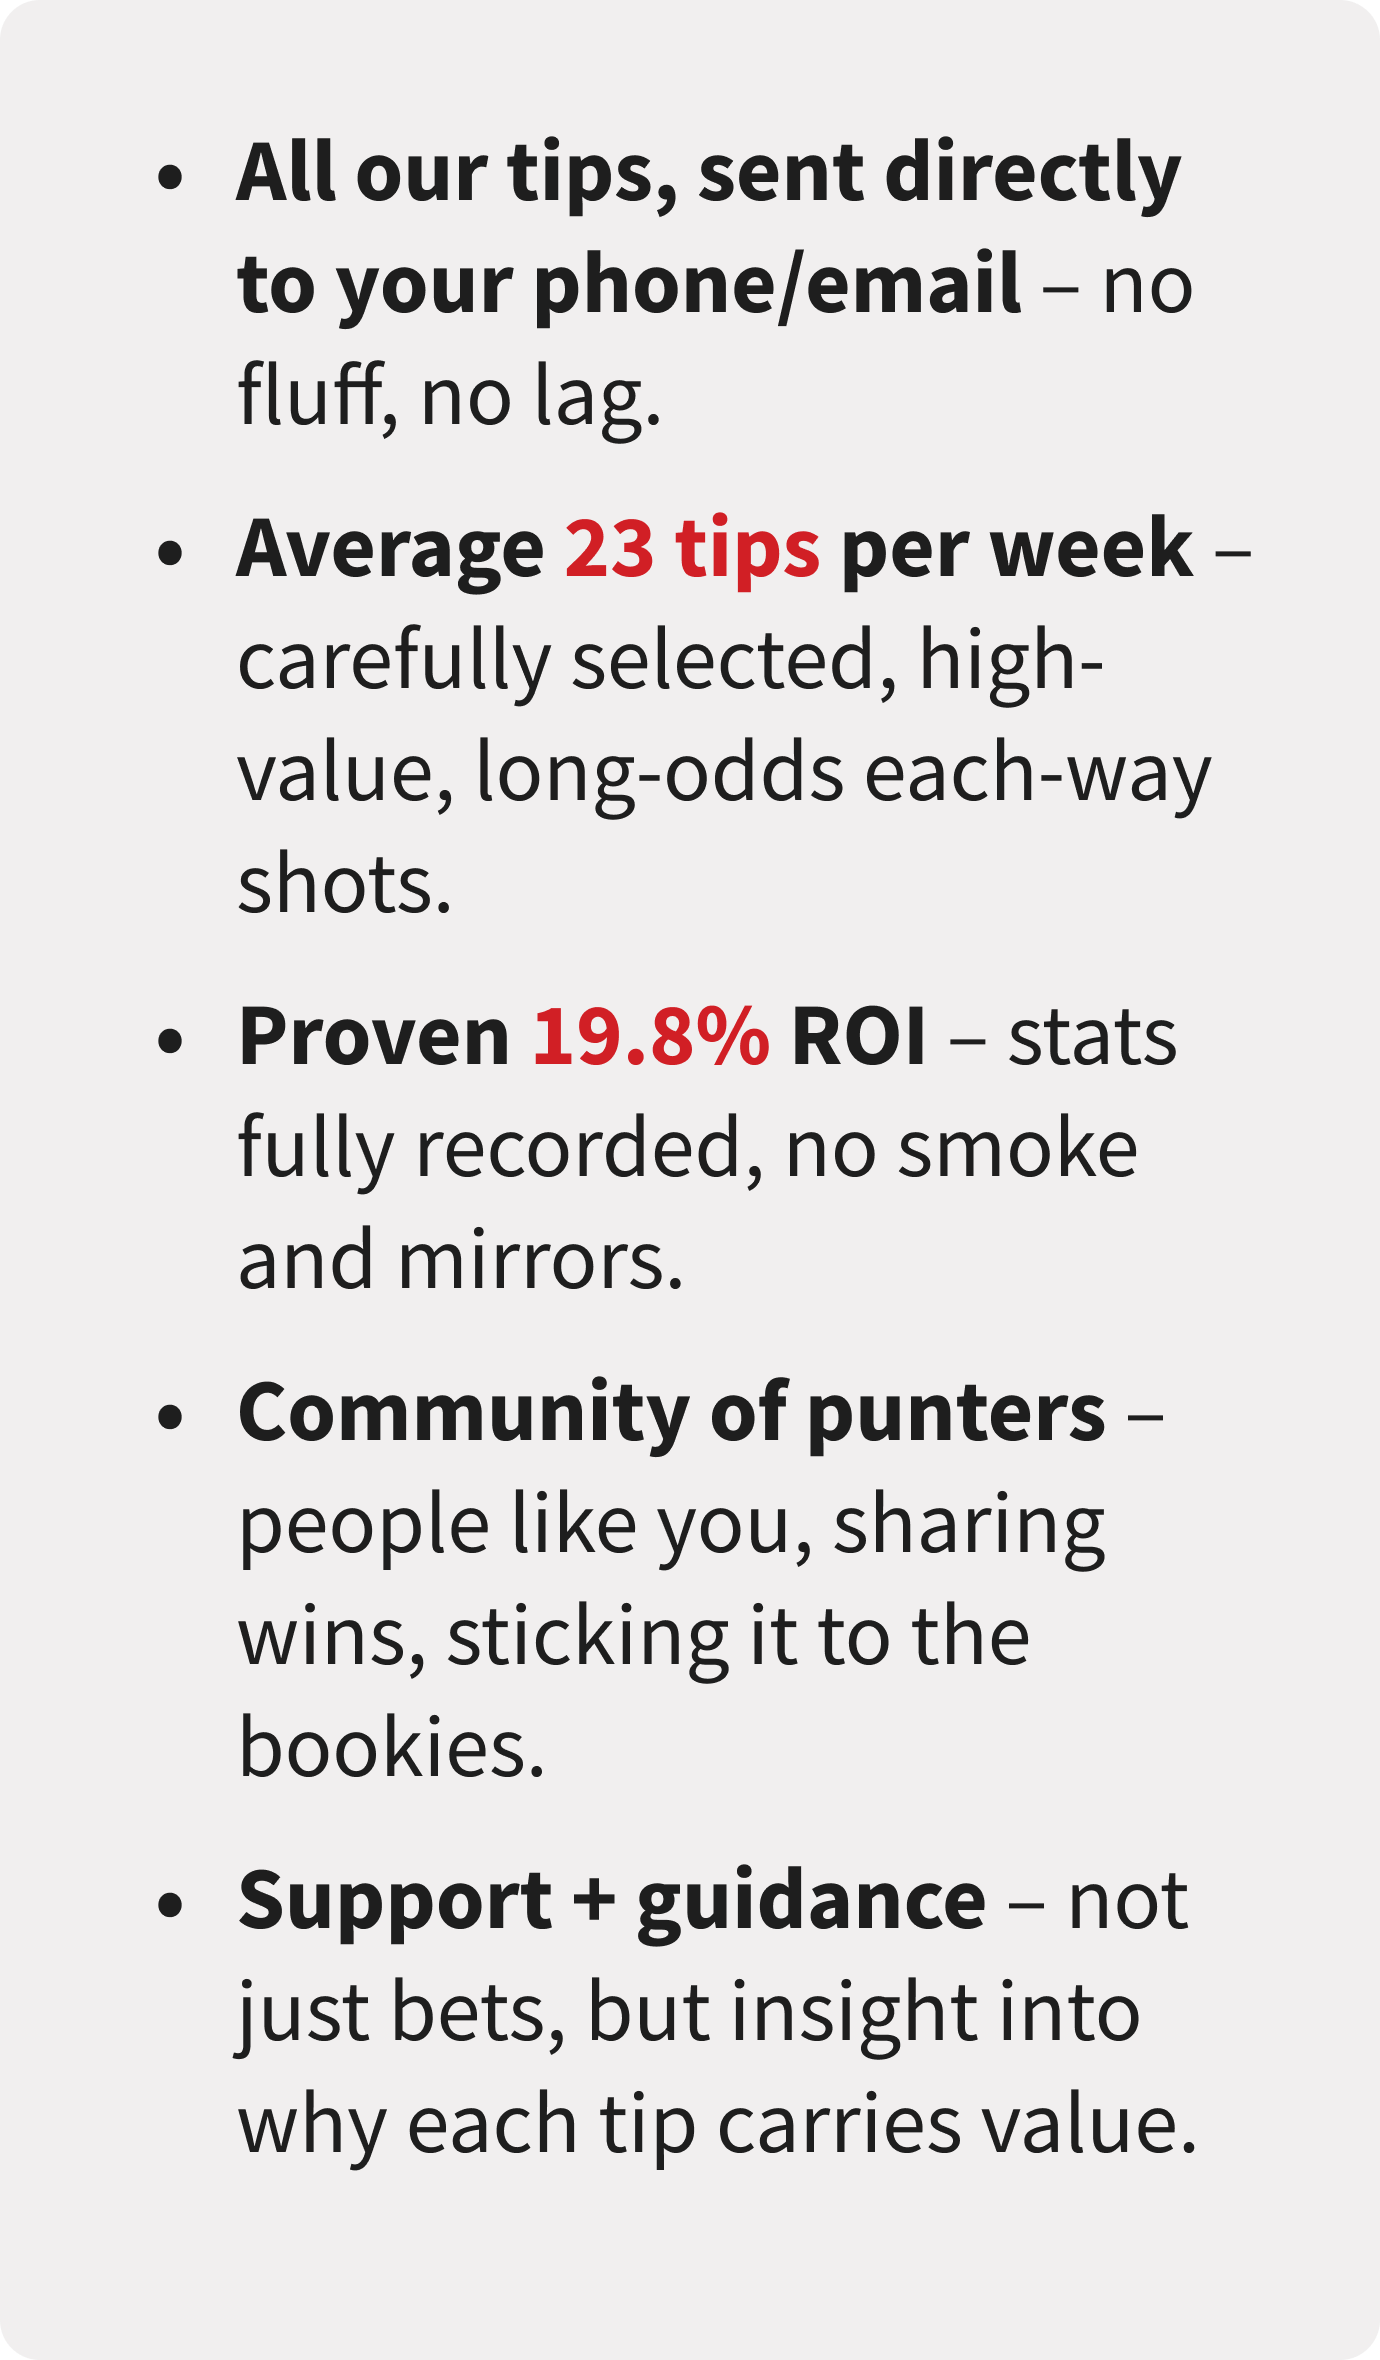 • All our tips, sent directly
to your phone/email – no
fluff, no lag.
• Average 23 tips per week –
carefully selected, high-
value, long-odds each-way
shots.
• Proven 19.8% ROI – stats
fully recorded, no smoke
and mirrors.
• Community of punters –
people like you, sharing
wins, sticking it to the
bookies.
• Support + guidance – not
just bets, but insight into
why each tip carries value.